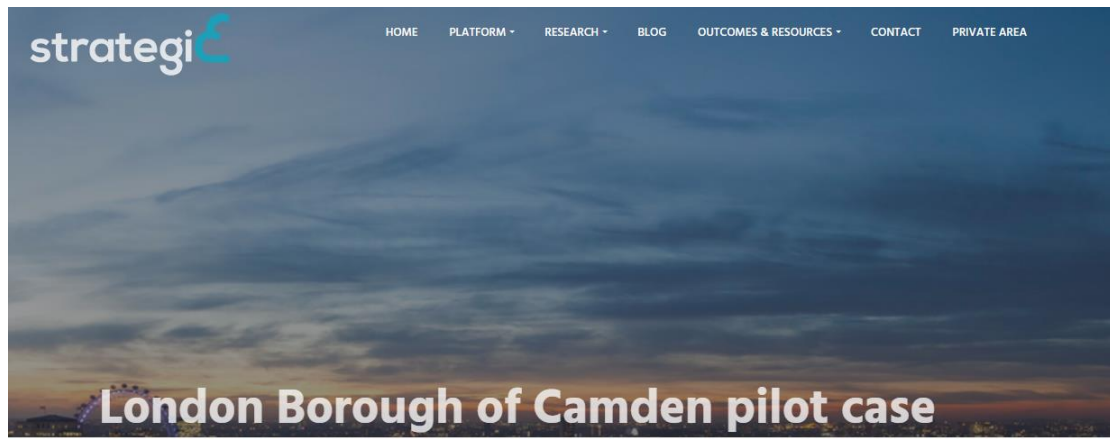 strategiE
HOME PLATFORM RESEARCH BLOG OUTCOMES & RESOURCES CONTACT PRIVATE AREA
London Borough of Camden pilot case